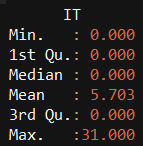 IT
Min.   : 0.000
1st Qu.: 0.000
Median : 0.000
Mean   : 5.703
3rd Qu.: 0.000
Max.   :31.000